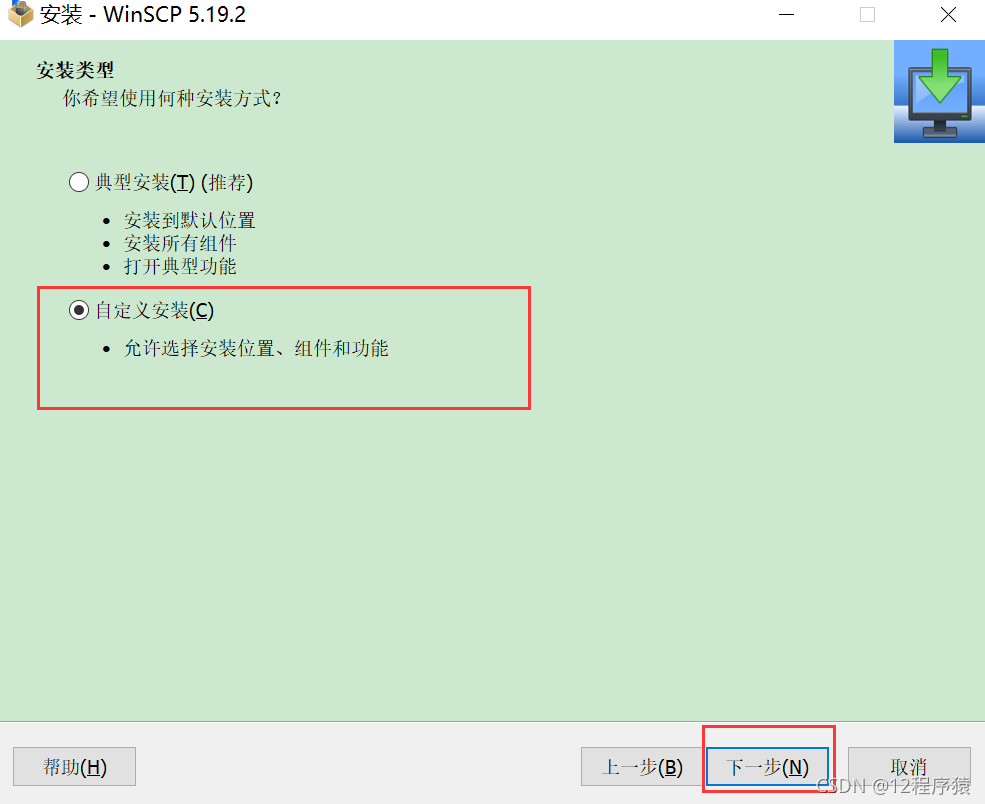 安装 - WinSCP 5.19.2
安装类型
你希望使用何种安装方式？
典型安装(T) (推荐)
• 安装到默认位置
• 安装所有组件
• 打开典型功能
自定义安装(C)
• 允许选择安装位置、组件和功能
帮助(H)
上一步(B)
下一步(N)
取消
CSDN @12程序猿